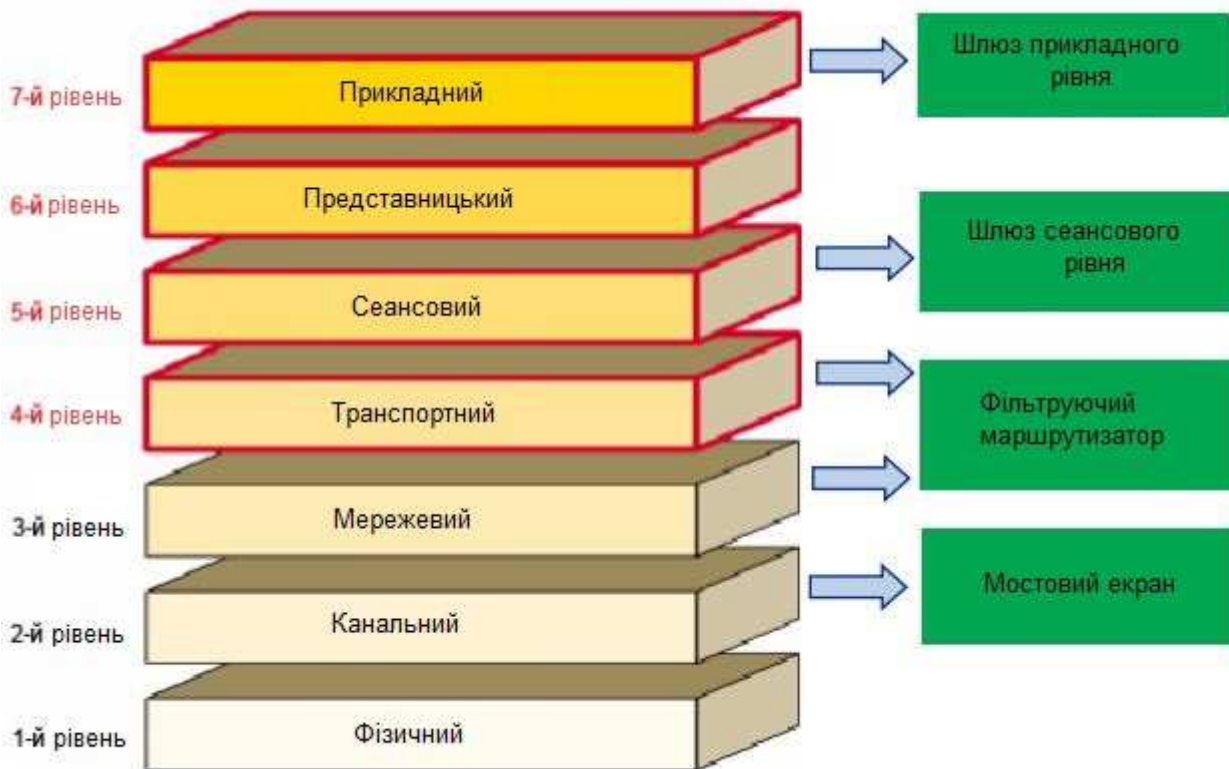 7-й рівень
Прикладний
Шлюз прикладного
рівня
6-й рівень
Представницький
5-й рівень
Сеансовий
Шлюз сеансового
рівня
4-й рівень
Транспортний
Фільтруючий
маршрутизатор
3-й рівень
Мережевий
2-й рівень
Канальний
Мостовий екран
1-й рівень
Фізичний